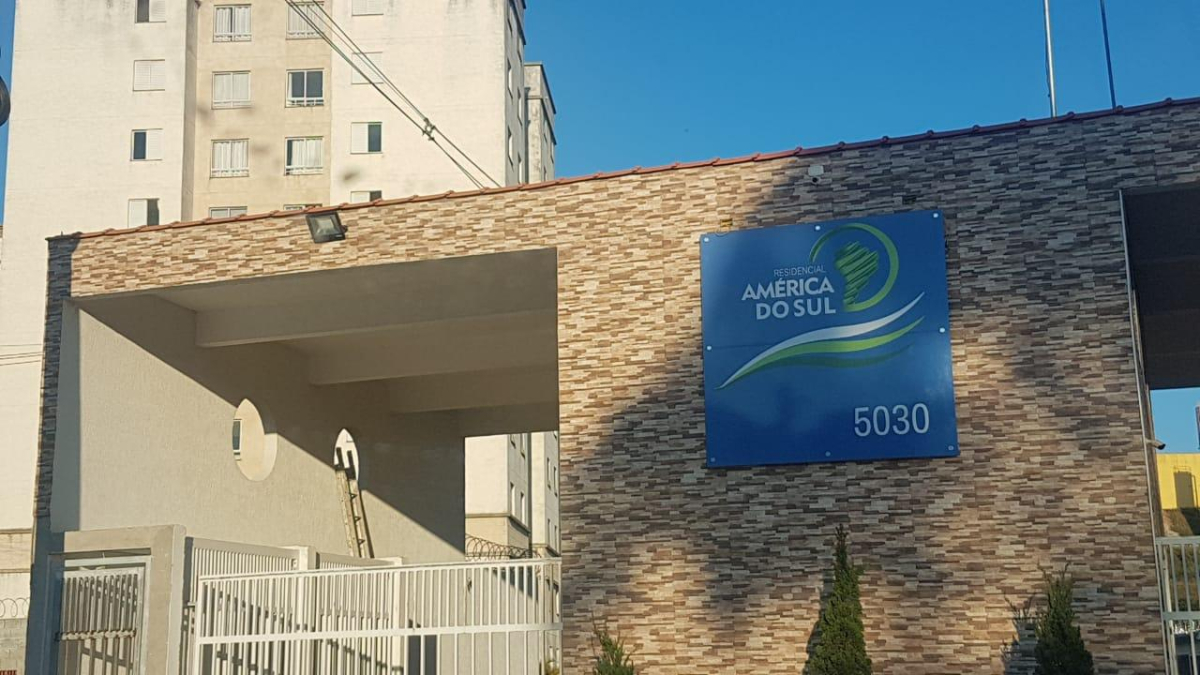 RESIDENCIAL
AMÉRICA
DO SUL
5030